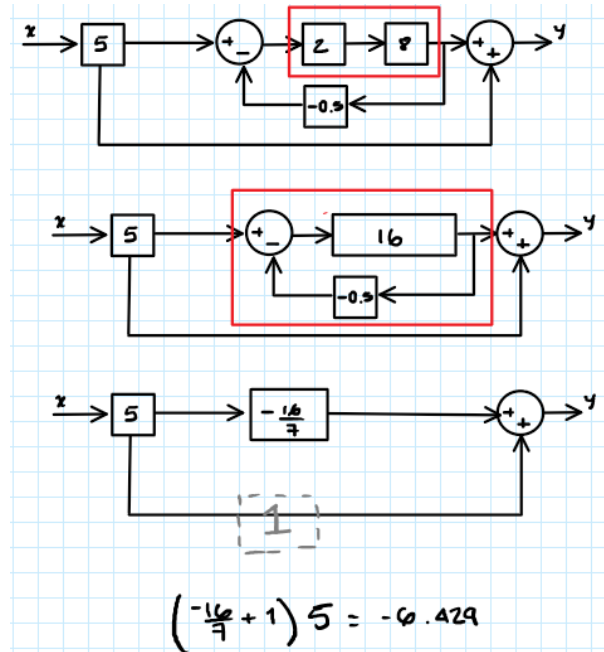 x 5 + - 2 8 + + y
-0.5
x 5 + - 16 + + y
-0.5
x 5 -16/7 + + y
1
(-16/7 + 1) 5 = -6.429